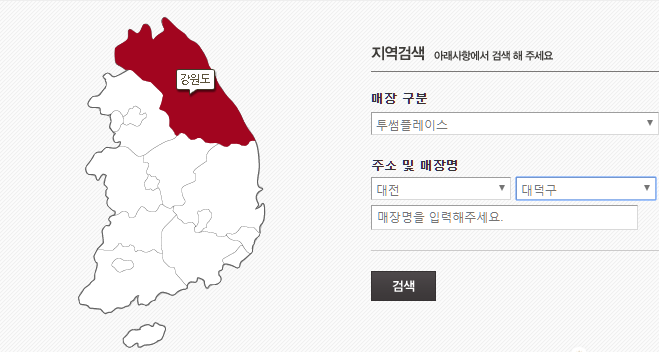 강원도
지역검색 아래사항에서 검색 해 주세요
매장 구분
투썸플레이스
주소 및 매장명
대전 대덕구
매장명을 입력해주세요.
검색